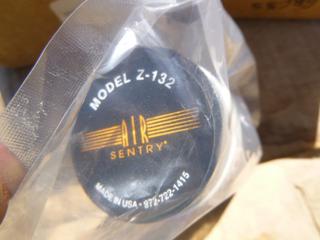 MODEL Z-132
AIR
SENTRY®
MADE IN USA • 972-722-1415